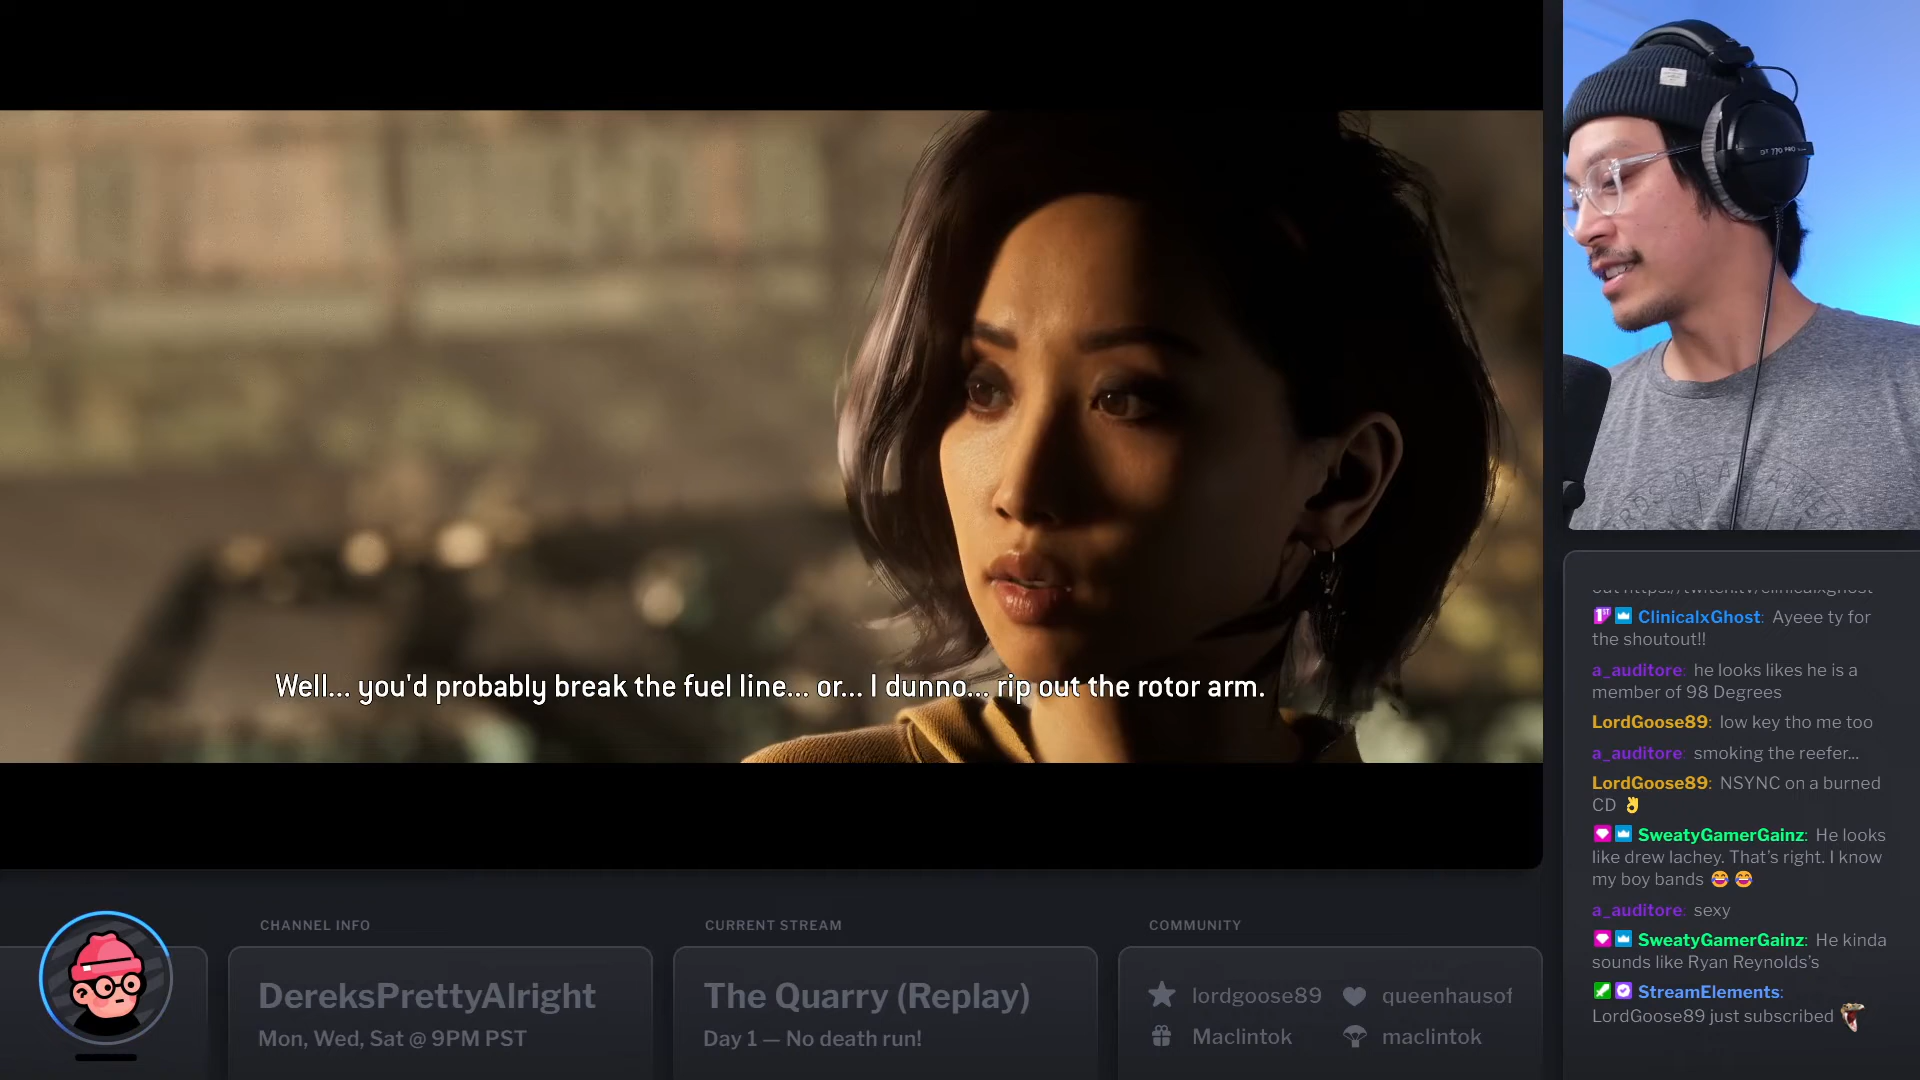 Well... you'd probably break the fuel line... or... I dunno... rip out the rotor arm.
DT 770 PRO
ClinicalxGhost: Ayeee ty for
the shoutout!!
a_auditore: he looks likes he is a
member of 98 Degrees
LordGoose89: low key tho me too
a_auditore: smoking the reefer...
LordGoose89: NSYNC on a burned
CD 👌
SweatyGamerGainz: He looks
like drew lachey. That's right. I know
my boy bands 😂 😂
a_auditore: sexy
SweatyGamerGainz: He kinda
sounds like Ryan Reynolds's
StreamElements:
LordGoose89 just subscribed
CHANNEL INFO
DereksPrettyAlright
Mon, Wed, Sat @ 9PM PST
CURRENT STREAM
The Quarry (Replay)
Day 1 — No death run!
COMMUNITY
lordgoose89
queenhausof
Maclintok
maclintok